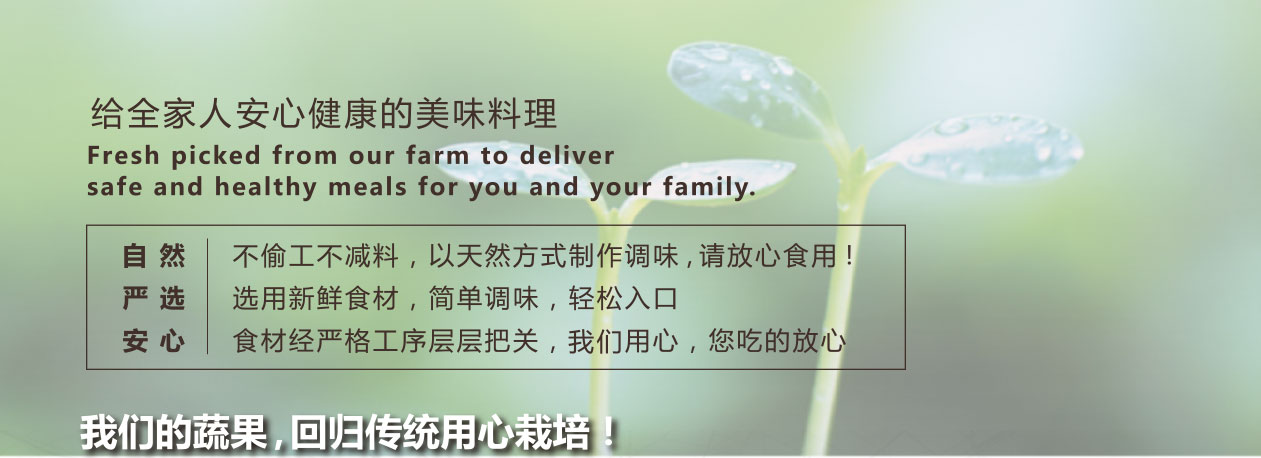 给全家人安心健康的美味料理
Fresh picked from our farm to deliver
safe and healthy meals for you and your family.
自然 不偷工不减料，以天然方式制作调味，请放心食用！
严选 选用新鲜食材，简单调味，轻松入口
安心 食材经严格工序层层把关，我们用心，您吃的放心
我们的蔬果，回归传统用心栽培！